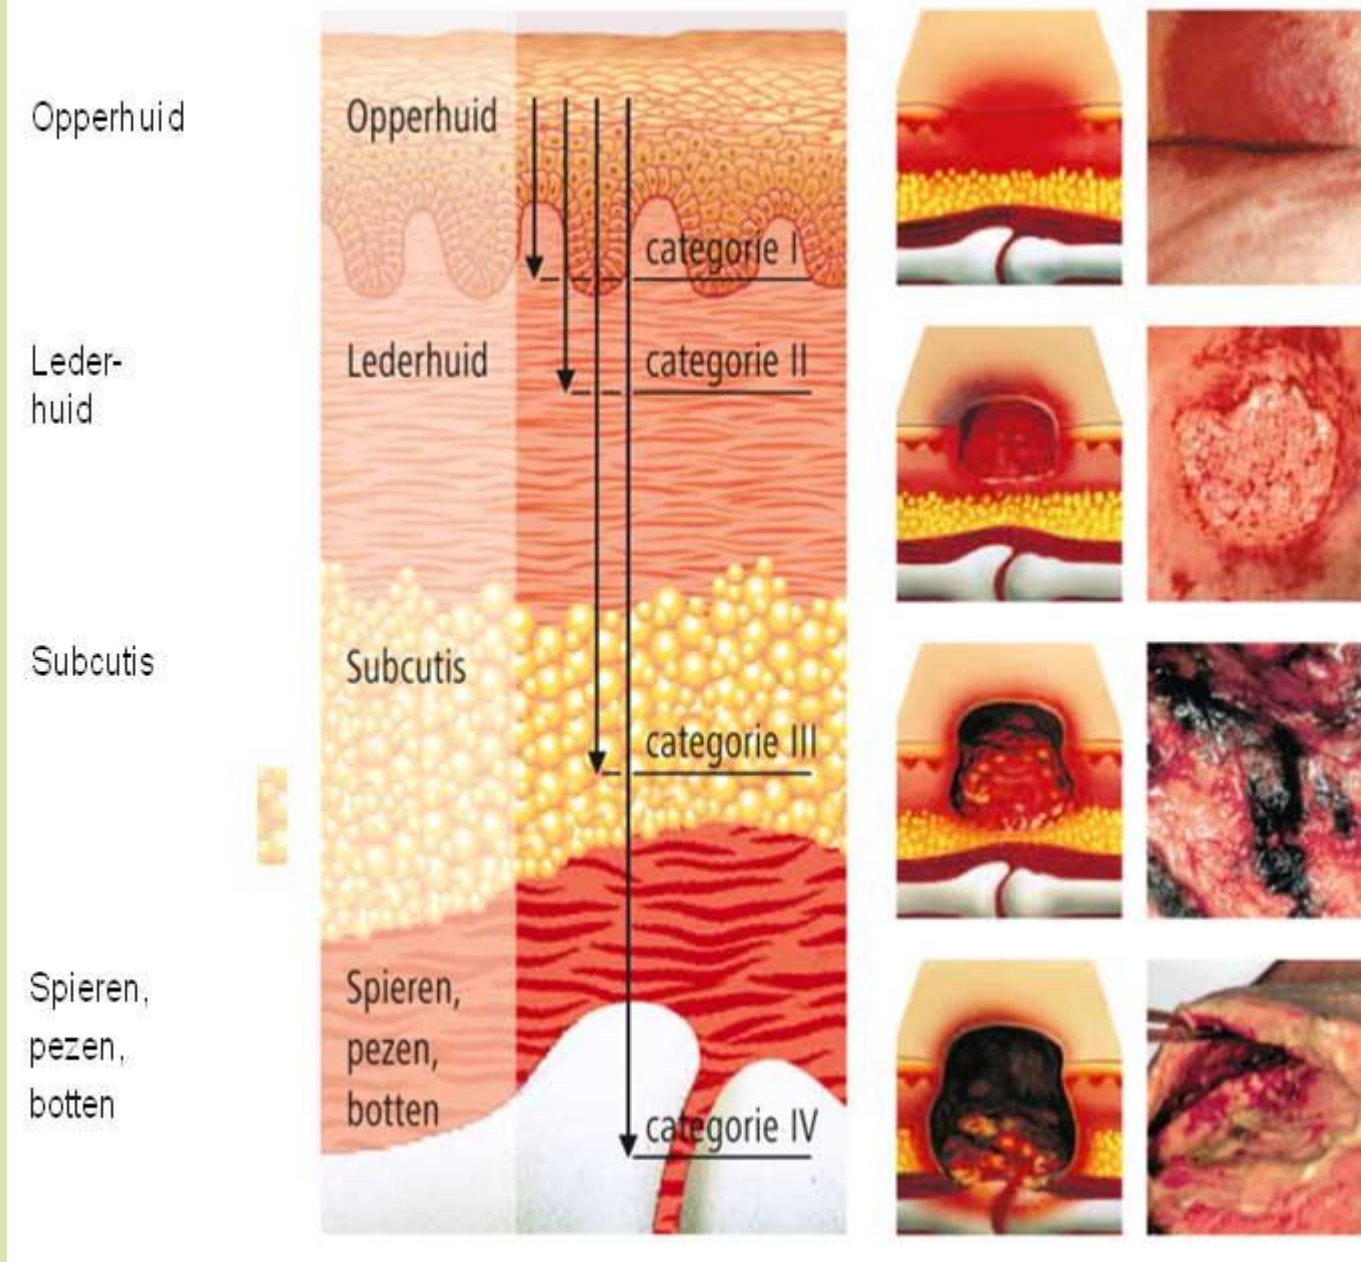 Opperhuid
Opperhuid
categorie I
Leder-
huid
Lederhuid
categorie II
Subcutis
Subcutis
categorie III
Spieren,
pezen,
botten
Spieren,
pezen,
botten
categorie IV